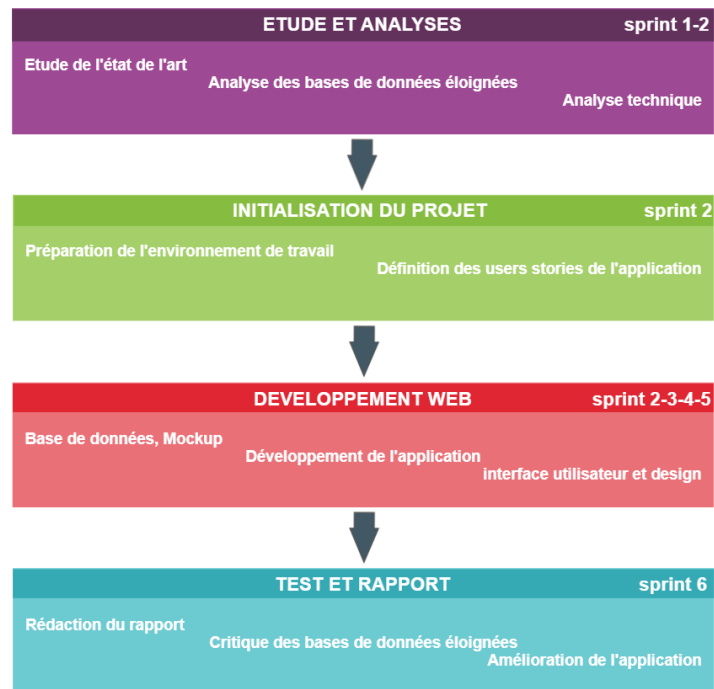 ETUDE ET ANALYSES sprint 1-2
Etude de l'état de l'art
Analyse des bases de données éloignées
Analyse technique
INITIALISATION DU PROJET sprint 2
Préparation de l'environnement de travail
Définition des users stories de l'application
DEVELOPPEMENT WEB sprint 2-3-4-5
Base de données, Mockup
Développement de l'application
interface utilisateur et design
TEST ET RAPPORT sprint 6
Rédaction du rapport
Critique des bases de données éloignées
Amélioration de l'application